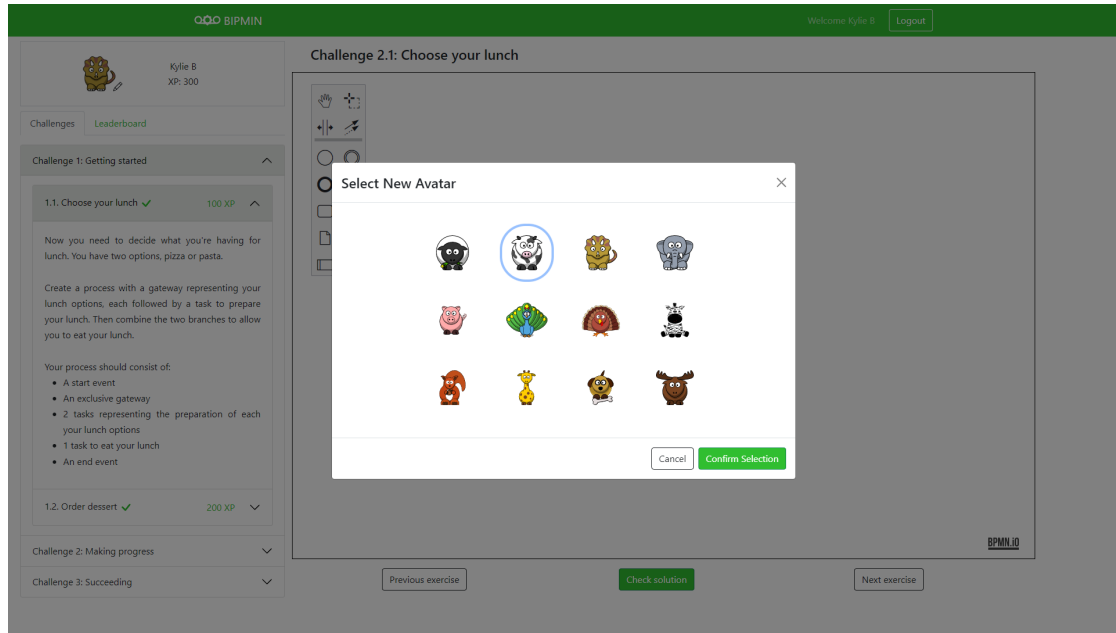 BIPMIN
Welcome Kylie B
Logout
Kylie B
XP: 300
Challenges
Leaderboard
Challenge 1: Getting started
1.1. Choose your lunch
100 XP
Now you need to decide what you're having for
lunch. You have two options, pizza or pasta.
Create a process with a gateway representing your
lunch options, each followed by a task to prepare
your lunch. Then combine the two branches to allow
you to eat your lunch.
Your process should consist of:
• A start event
• An exclusive gateway
• 2 tasks representing the preparation of each
your lunch options
• 1 task to eat your lunch
• An end event
1.2. Order dessert
200 XP
Challenge 2: Making progress
Challenge 3: Succeeding
Challenge 2.1: Choose your lunch
Select New Avatar
Cancel
Confirm Selection
BPMN.iO
Previous exercise
Check solution
Next exercise